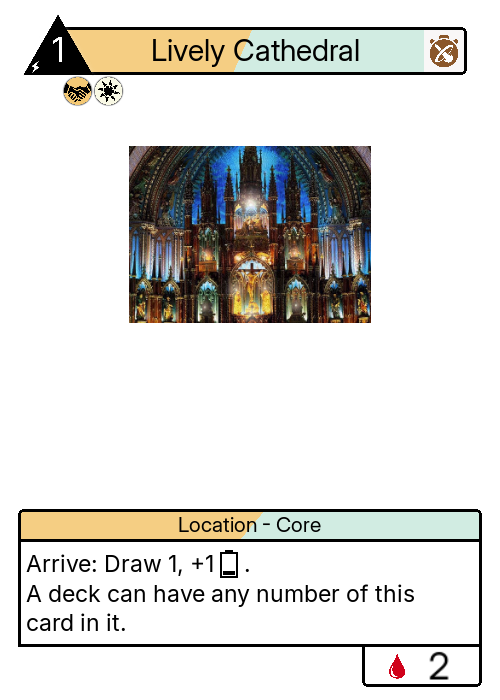 1
Lively Cathedral
Location - Core
Arrive: Draw 1, +1 .
A deck can have any number of this
card in it.
2